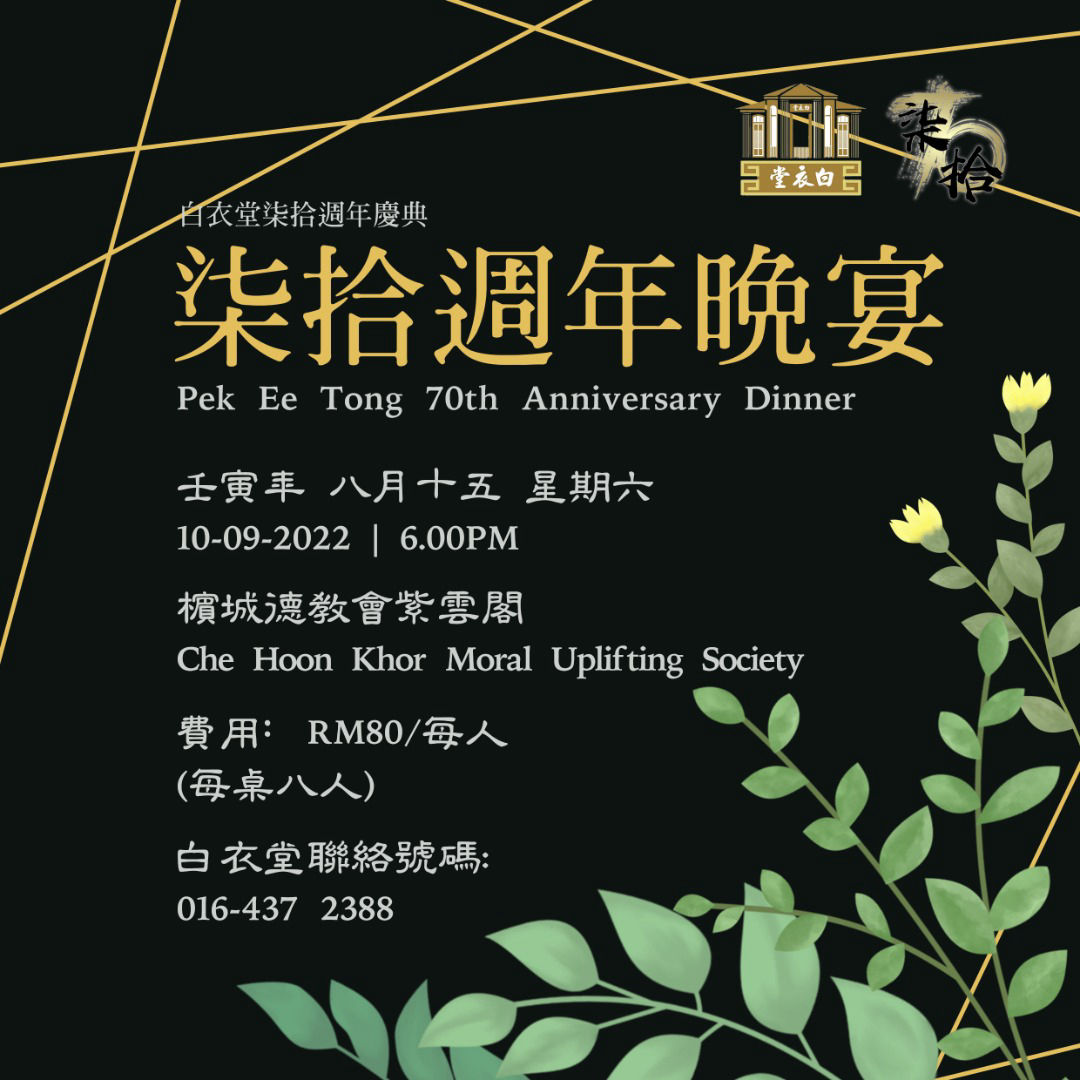 白衣堂
堂衣白
柒拾
白衣堂柒拾週年慶典
柒拾週年晚宴
Pek Ee Tong 70th Anniversary Dinner
壬寅年 八月十五 星期六
10-09-2022 | 6.00PM
檳城德教會紫雲閣
Che Hoon Khor Moral Uplifting Society
費用: RM80/每人
(每桌八人)
白衣堂聯絡號碼:
016-437 2388